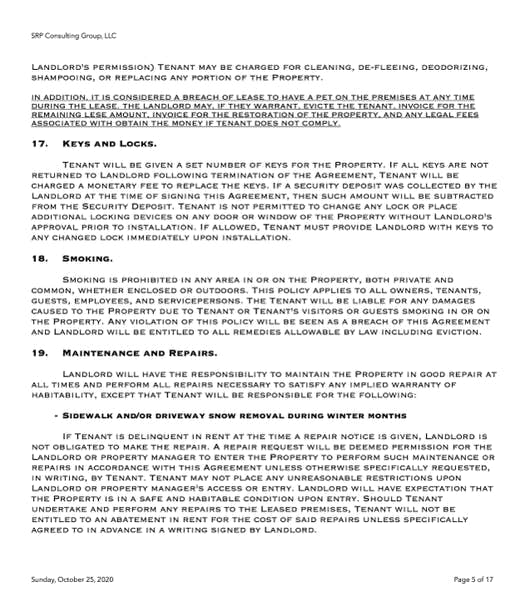 SRP Consulting Group, LLC
LANDLORD'S PERMISSION) TENANT MAY BE CHARGED FOR CLEANING, DE-FLEEING, DEODORIZING,
SHAMPOOING, OR REPLACING ANY PORTION OF THE PROPERTY.
IN ADDITION, IT IS CONSIDERED A BREACH OF LEASE TO HAVE A PET ON THE PREMISES AT ANY TIME
DURING THE LEASE. THE LANDLORD MAY, IF THEY WARRANT, EVICTE THE TENANT, INVOICE FOR THE
REMAINING LESE AMOUNT, INVOICE FOR THE RESTORATION OF THE PROPERTY, AND ANY LEGAL FEES
ASSOCIATED WITH OBTAIN THE MONEY IF TENANT DOES NOT COMPLY.
17. KEYS AND LOCKS.
TENANT WILL BE GIVEN A SET NUMBER OF KEYS FOR THE PROPERTY. IF ALL KEYS ARE NOT
RETURNED TO LANDLORD FOLLOWING TERMINATION OF THE AGREEMENT, TENANT WILL BE
CHARGED A MONETARY FEE TO REPLACE THE KEYS. IF A SECURITY DEPOSIT WAS COLLECTED BY THE
LANDLORD AT THE TIME OF SIGNING THIS AGREEMENT, THEN SUCH AMOUNT WILL BE SUBTRACTED
FROM THE SECURITY DEPOSIT. TENANT IS NOT PERMITTED TO CHANGE ANY LOCK OR PLACE
ADDITIONAL LOCKING DEVICES ON ANY DOOR OR WINDOW OF THE PROPERTY WITHOUT LANDLORD'S
APPROVAL PRIOR TO INSTALLATION. IF ALLOWED, TENANT MUST PROVIDE LANDLORD WITH KEYS TO
ANY CHANGED LOCK IMMEDIATELY UPON INSTALLATION.
18. SMOKING.
SMOKING IS PROHIBITED IN ANY AREA IN OR ON THE PROPERTY, BOTH PRIVATE AND
COMMON, WHETHER ENCLOSED OR OUTDOORS. THIS POLICY APPLIES TO ALL OWNERS, TENANTS,
GUESTS, EMPLOYEES, AND SERVICEPERSONS. THE TENANT WILL BE LIABLE FOR ANY DAMAGES
CAUSED TO THE PROPERTY DUE TO TENANT OR TENANT'S VISITORS OR GUESTS SMOKING IN OR ON
THE PROPERTY. ANY VIOLATION OF THIS POLICY WILL BE SEEN AS A BREACH OF THIS AGREEMENT
AND LANDLORD WILL BE ENTITLED TO ALL REMEDIES ALLOWABLE BY LAW INCLUDING EVICTION.
19. MAINTENANCE AND REPAIRS.
LANDLORD WILL HAVE THE RESPONSIBILITY TO MAINTAIN THE PROPERTY IN GOOD REPAIR AT
ALL TIMES AND PERFORM ALL REPAIRS NECESSARY TO SATISFY ANY IMPLIED WARRANTY OF
HABITABILITY, EXCEPT THAT TENANT WILL BE RESPONSIBLE FOR THE FOLLOWING:
- SIDEWALK AND/OR DRIVEWAY SNOW REMOVAL DURING WINTER MONTHS
IF TENANT IS DELINQUENT IN RENT AT THE TIME A REPAIR NOTICE IS GIVEN, LANDLORD IS
NOT OBLIGATED TO MAKE THE REPAIR. A REPAIR REQUEST WILL BE DEEMED PERMISSION FOR THE
LANDLORD OR PROPERTY MANAGER TO ENTER THE PROPERTY TO PERFORM SUCH MAINTENANCE OR
REPAIRS IN ACCORDANCE WITH THIS AGREEMENT UNLESS OTHERWISE SPECIFICALLY REQUESTED,
IN WRITING, BY TENANT. TENANT MAY NOT PLACE ANY UNREASONABLE RESTRICTIONS UPON
LANDLORD OR PROPERTY MANAGER'S ACCESS OR ENTRY. LANDLORD WILL HAVE EXPECTATION THAT
THE PROPERTY IS IN A SAFE AND HABITABLE CONDITION UPON ENTRY. SHOULD TENANT
UNDERTAKE AND PERFORM ANY REPAIRS TO THE LEASED PREMISES, TENANT WILL NOT BE
ENTITLED TO AN ABATEMENT IN RENT FOR THE COST OF SAID REPAIRS UNLESS SPECIFICALLY
AGREED TO IN ADVANCE IN A WRITING SIGNED BY LANDLORD.
Sunday, October 25, 2020
Page 5 of 17